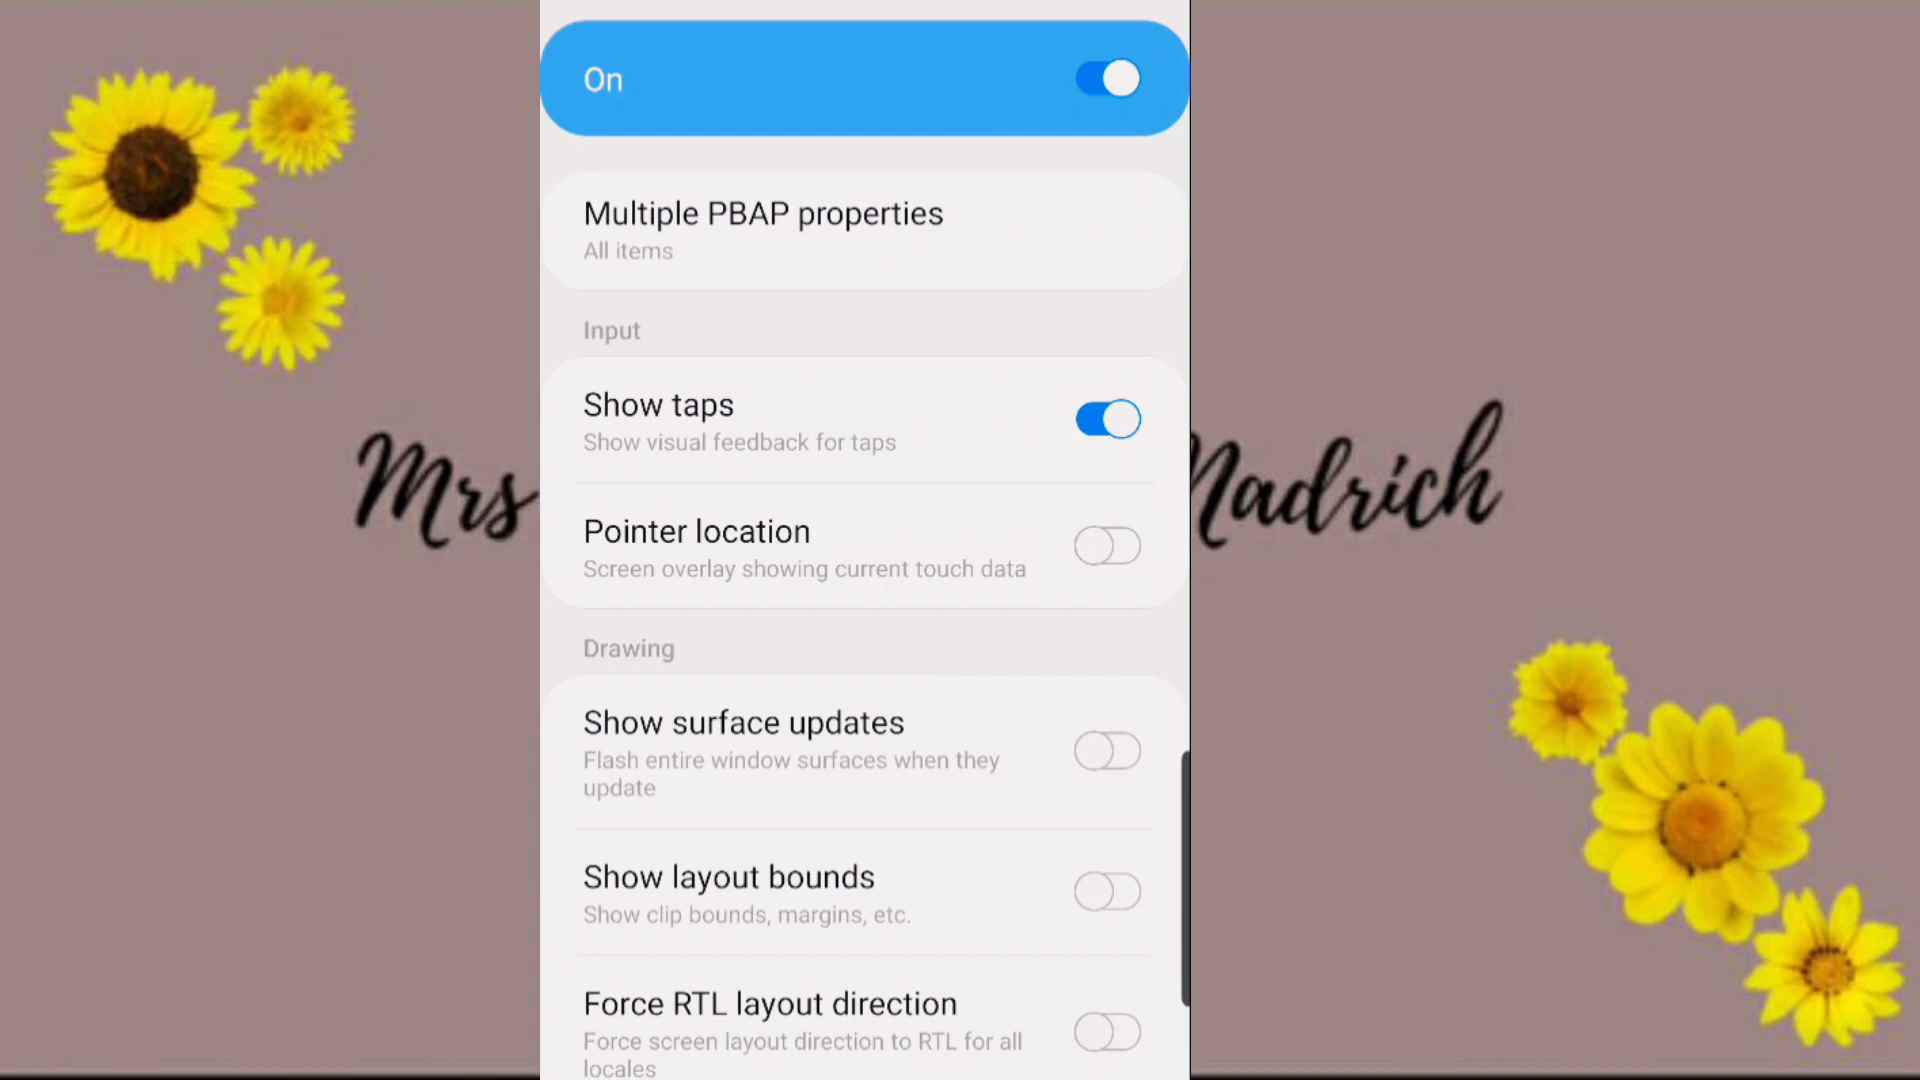 On
Multiple PBAP properties
All items
Input
Show taps
Show visual feedback for taps
Mrs
Nadrich
Pointer location
Screen overlay showing current touch data
Drawing
Show surface updates
Flash entire window surfaces when they
update
Show layout bounds
Show clip bounds, margins, etc.
Force RTL layout direction
Force screen layout direction to RTL for all
locales